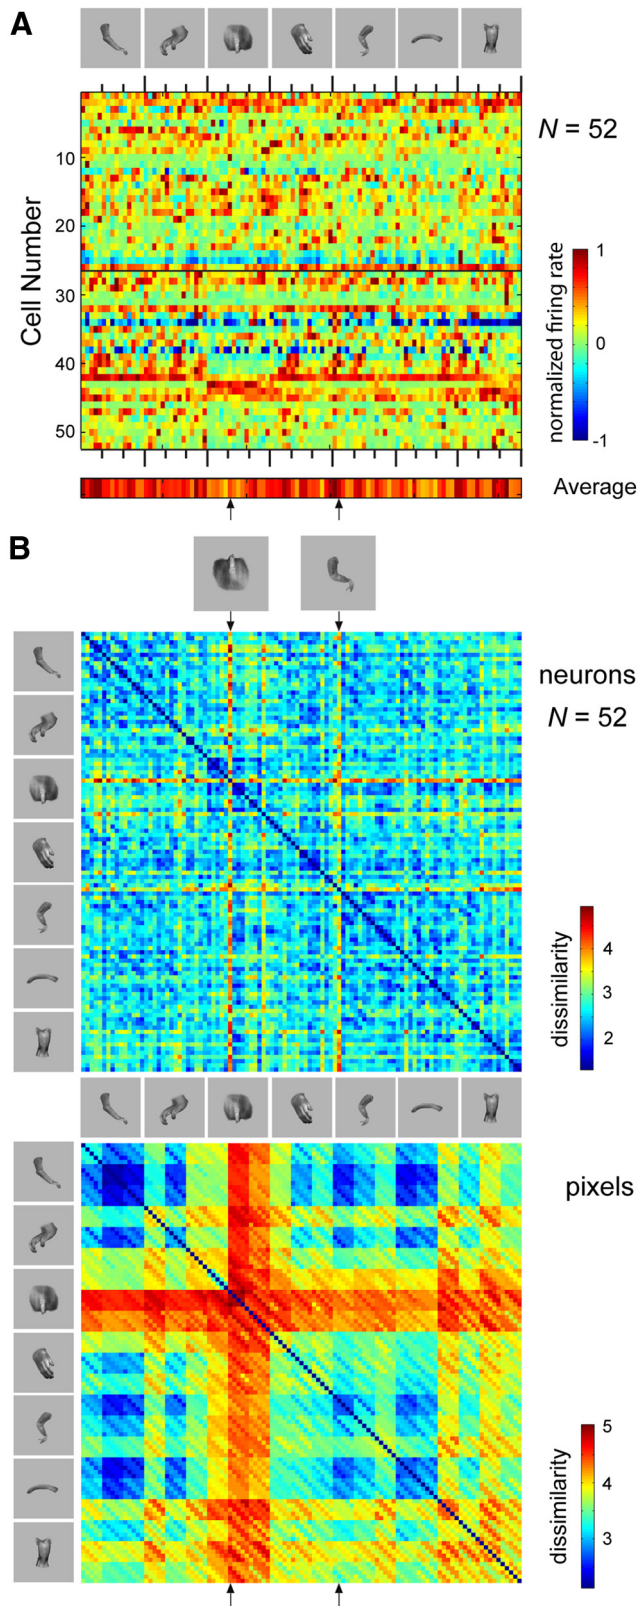 A
N = 52
10
20
30
40
50
Cell Number
1
0
-1
normalized firing rate
Average
B
neurons
N = 52
4
3
2
dissimilarity
pixels
5
4
3
dissimilarity